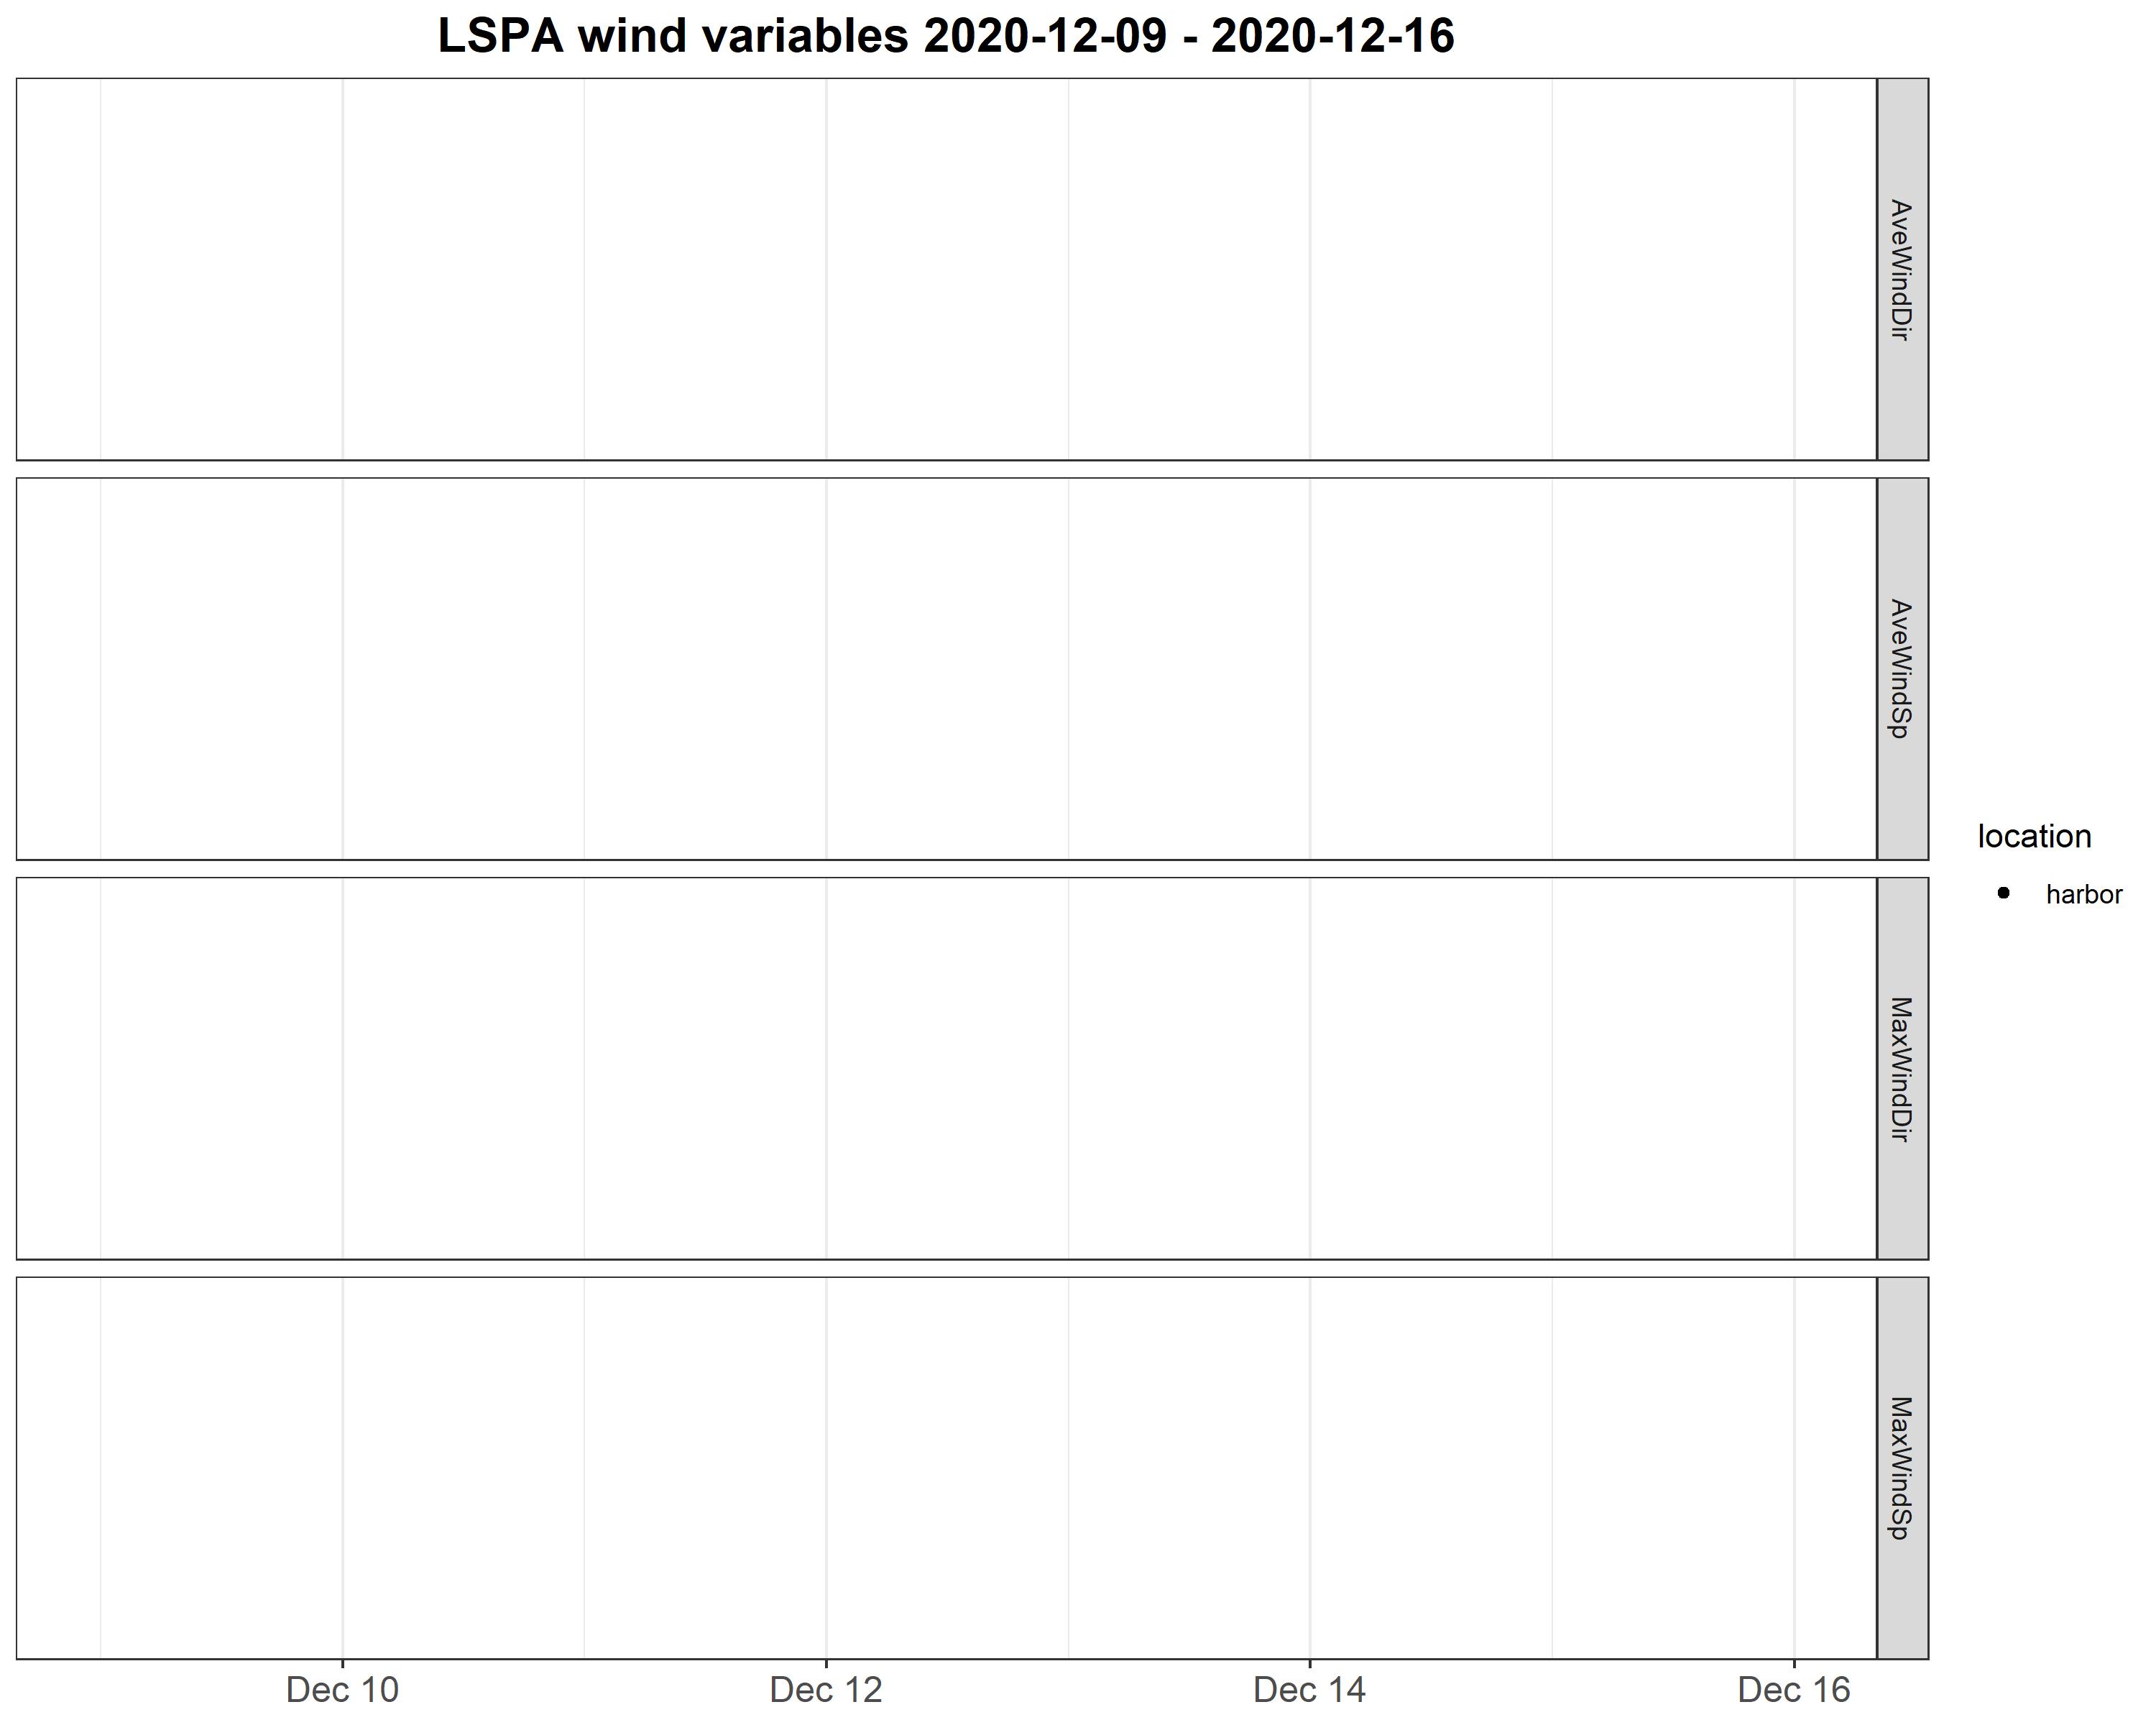 LSPA wind variables 2020-12-09 - 2020-12-16
AveWindDir
AveWindSp
MaxWindDir
MaxWindSp
location
harbor
Dec 10
Dec 12
Dec 14
Dec 16